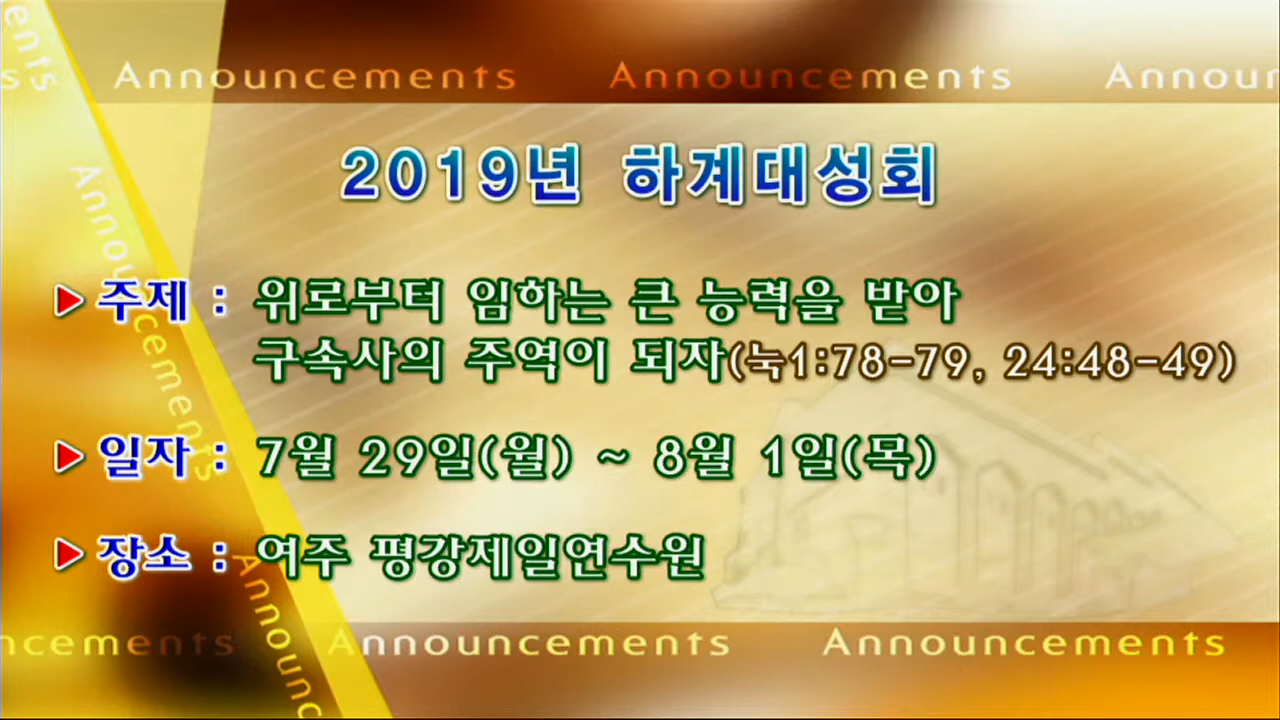 ents
s Announcements Announcements Announ
2019년 하계대성회
Announcements
주제 : 위로부터 임하는 큰 능력을 받아
구속사의 주역이 되자(눅1:78-79, 24:48-49)
일자 : 7월 29일(월) ~ 8월 1일(목)
장소 : 여주 평강제일연수원
Announc
ncements Announcements Announcements